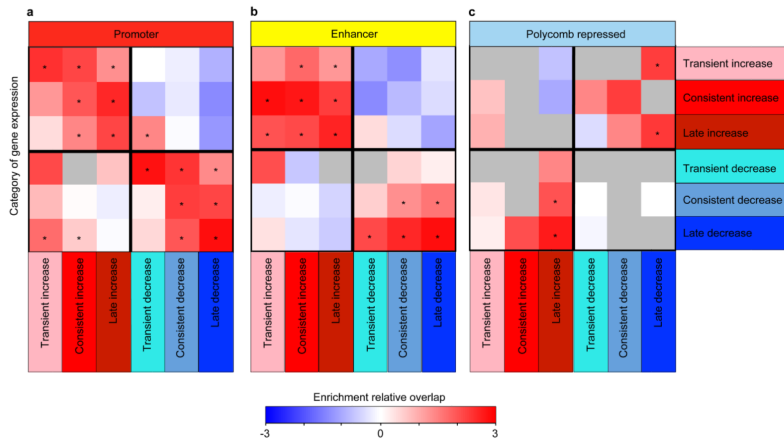 a
b
c
Promoter
Enhancer
Polycomb repressed
Category of gene expression
Transient increase
Consistent increase
Late increase
Transient decrease
Consistent decrease
Late decrease
* * *
* * *
* *
* *
* * *
* * *
* * * *
*
* *
* *
* * *
* *
* * *
*
*
*
*
Transient increase
Consistent increase
Late increase
Transient decrease
Consistent decrease
Late decrease
Transient increase
Consistent increase
Late increase
Transient decrease
Consistent decrease
Late decrease
Transient increase
Consistent increase
Late increase
Transient decrease
Consistent decrease
Late decrease
Enrichment relative overlap
-3 0 3